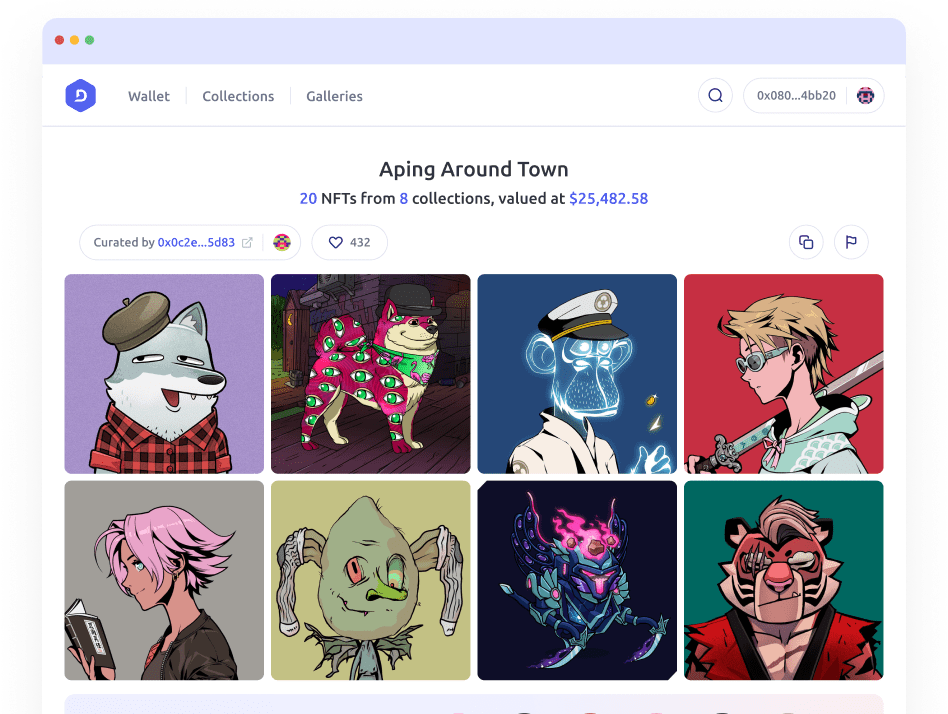 Wallet
Collections
Galleries
0x080...4bb20
Aping Around Town
20 NFTs from 8 collections, valued at $25,482.58
Curated by 0x0c2e...5d83
432